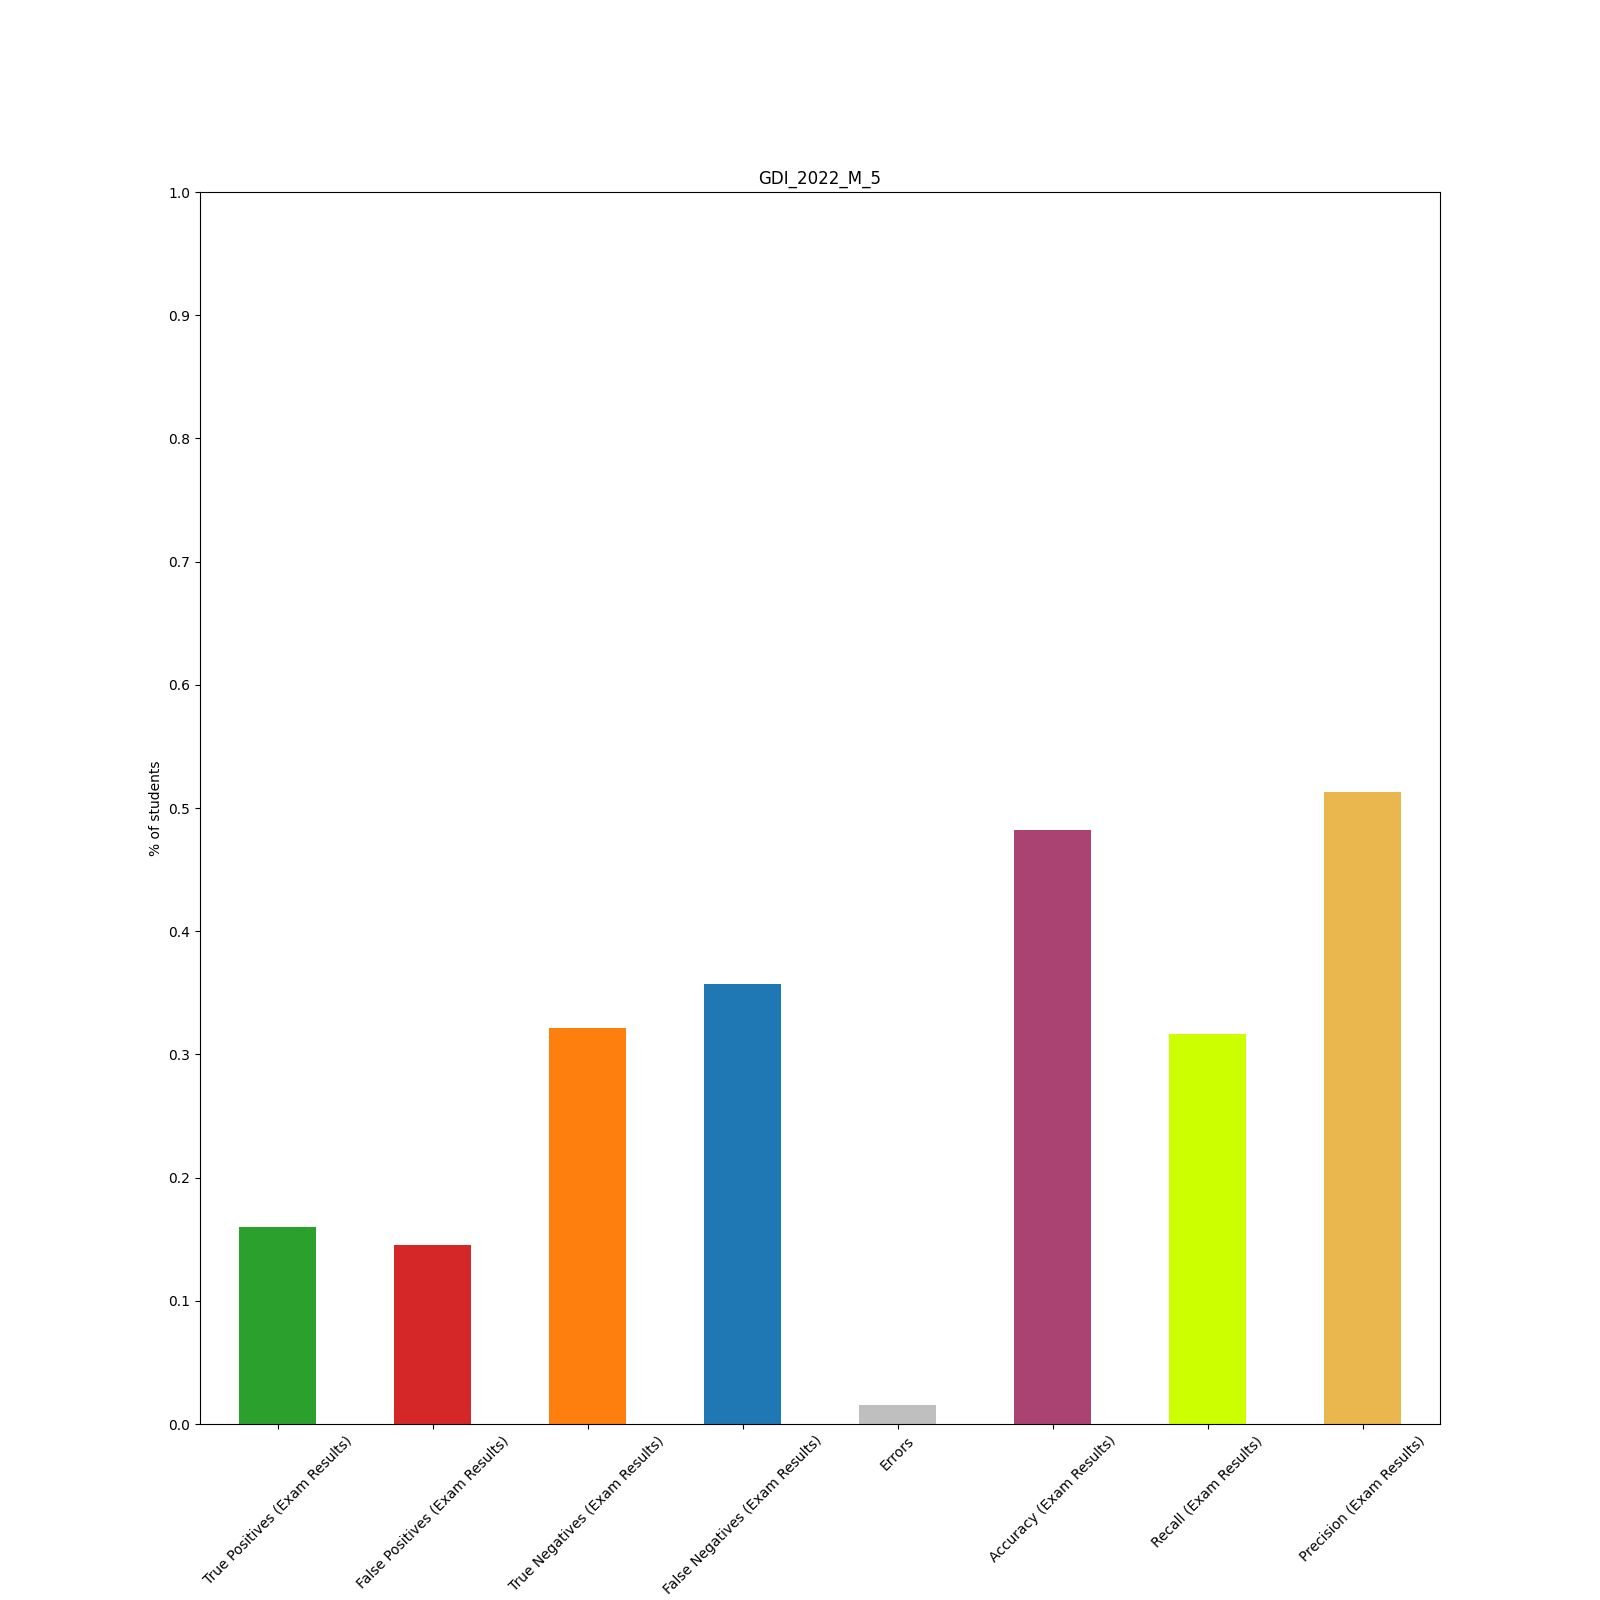 GDI_2022_M_5
1.0
0.9
0.8
0.7
0.6
0.5
0.4
0.3
0.2
0.1
0.0
% of students
True Positives (Exam Results)
False Positives (Exam Results)
True Negatives (Exam Results)
False Negatives (Exam Results)
Errors
Accuracy (Exam Results)
Recall (Exam Results)
Precision (Exam Results)